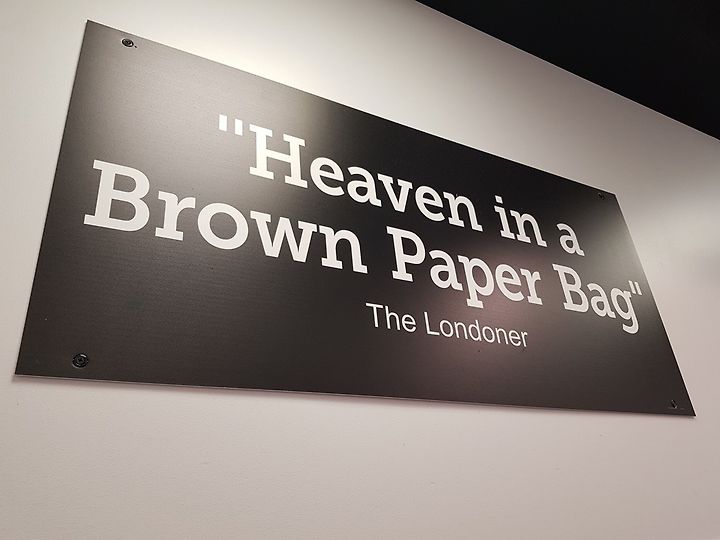 "Heaven in a
Brown Paper Bag"
The Londoner